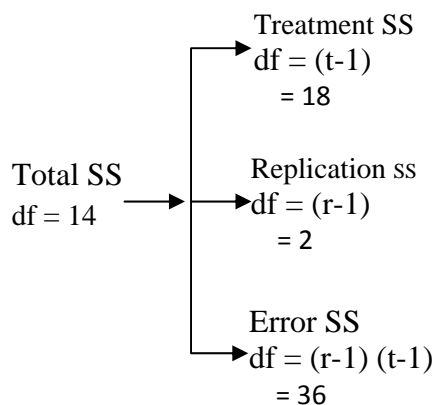 Treatment SS
df = (t-1)
= 18
Total SS
df = 14
Replication SS
df = (r-1)
= 2
Error SS
df = (r-1) (t-1)
= 36